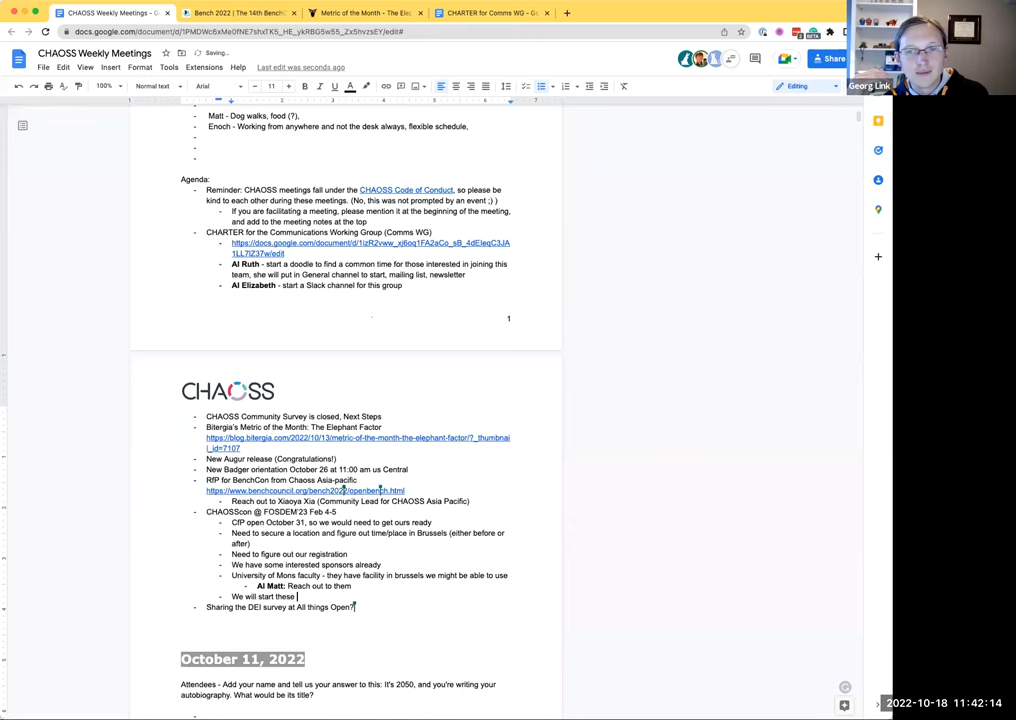 CHAOSS Weekly Meetings - G
Bench 2022 | The 14th BenchC
Metric of the Month - The Ele
CHARTER for Comms WG - G
docs.google.com/document/d/1PMDWc6xMe0fNE7shxTK5_HE_ykRBG5w55_Zx5hvzsEY/edit#
CHAOSS Weekly Meetings
Saving...
File Edit View Insert Format Tools Extensions Help Last edit was seconds ago
Share
Georg Link
100% Normal text Arial 11 B I U A
Editing
1 2 3 4 5 6 7
- Matt - Dog walks, food (?),
- Enoch - Working from anywhere and not the desk always, flexible schedule,
-
-
-
Agenda:
- Reminder: CHAOSS meetings fall under the CHAOSS Code of Conduct, so please be
kind to each other during these meetings. (No, this was not prompted by an event ;) )
- If you are facilitating a meeting, please mention it at the beginning of the meeting,
and add to the meeting notes at the top
- CHARTER for the Communications Working Group (Comms WG)
- https://docs.google.com/document/d/1izR2vww_xj6oq1FA2aCo_sB_4dEIeqC3JA
1LL7lZ37w/edit
- AI Ruth - start a doodle to find a common time for those interested in joining this
team, she will put in General channel to start, mailing list, newsletter
- AI Elizabeth - start a Slack channel for this group
1
CHAOSS
- CHAOSS Community Survey is closed, Next Steps
- Bitergia's Metric of the Month: The Elephant Factor
https://blog.bitergia.com/2022/10/13/metric-of-the-month-the-elephant-factor/?_thumbnai
l_id=7107
- New Augur release (Congratulations!)
- New Badger orientation October 26 at 11:00 am us Central
- RfP for BenchCon from Chaoss Asia-pacific
https://www.benchcouncil.org/bench2022/openbench.html
- Reach out to Xiaoya Xia (Community Lead for CHAOSS Asia Pacific)
- CHAOSScon @ FOSDEM'23 Feb 4-5
- CfP open October 31, so we would need to get ours ready
- Need to secure a location and figure out time/place in Brussels (either before or
after)
- Need to figure out our registration
- We have some interested sponsors already
- University of Mons faculty - they have facility in brussels we might be able to use
- AI Matt: Reach out to them
- We will start these
- Sharing the DEI survey at All things Open?
October 11, 2022
Attendees - Add your name and tell us your answer to this: It's 2050, and you're writing your
autobiography. What would be its title?
-
2022-10-18 11:42:14